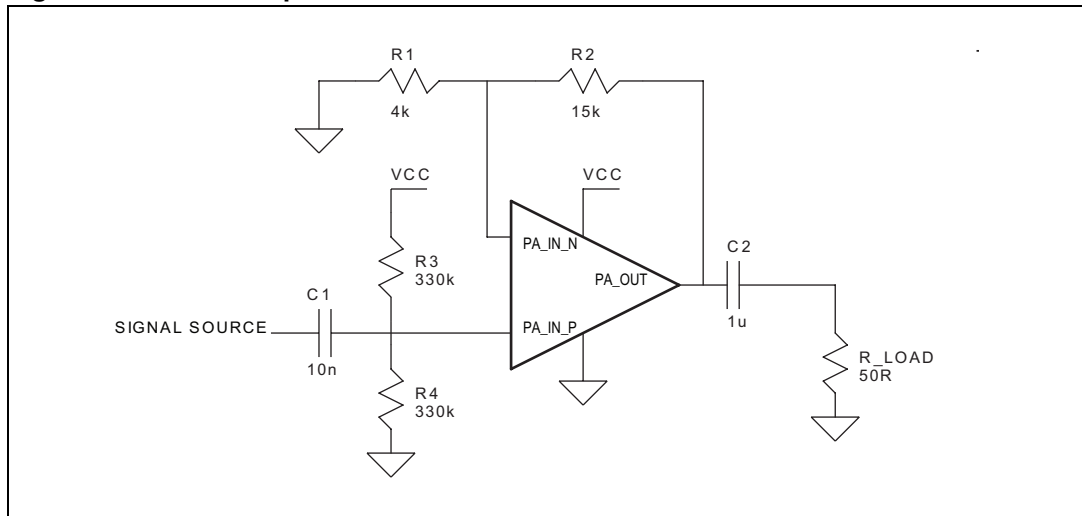 R1
R2
4k
15k
VCC
VCC
PA_IN_N
C2
R3
330k
PA_OUT
C1
SIGNAL SOURCE
PA_IN_P
1u
10n
R_LOAD
50R
R4
330k